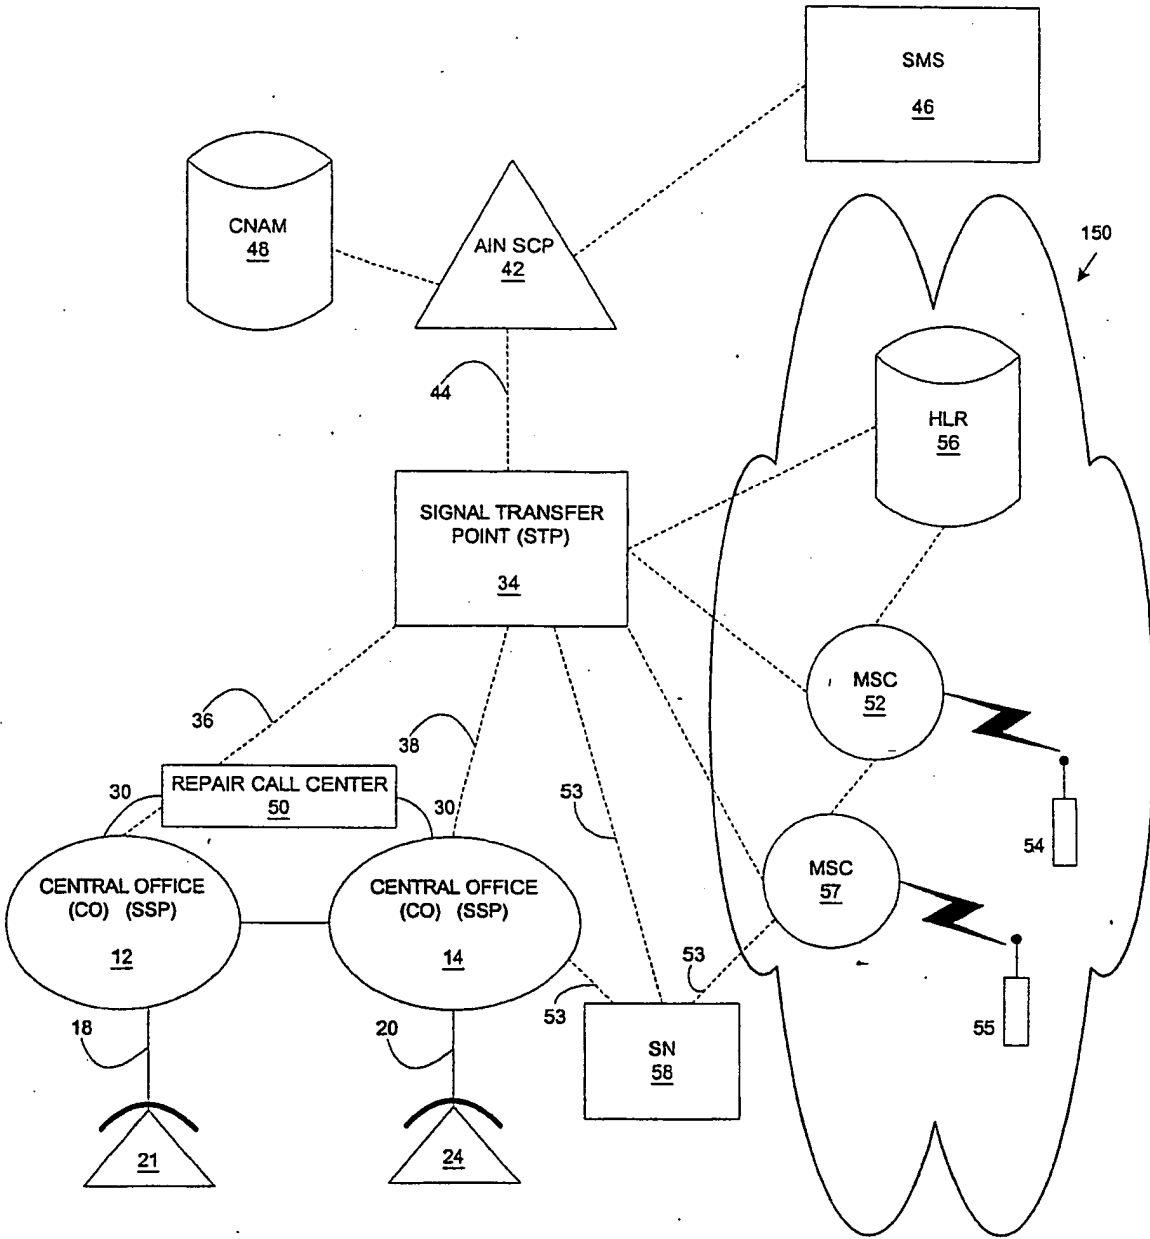 SMS
46
CNAM
48
AIN SCP
42
150
44
HLR
56
SIGNAL TRANSFER
POINT (STP)
34
MSC
52
36
38
REPAIR CALL CENTER
50
30
30
53
54
MSC
57
CENTRAL OFFICE
(CO) (SSP)
12
CENTRAL OFFICE
(CO) (SSP)
14
53
53
55
18
20
SN
58
21
24